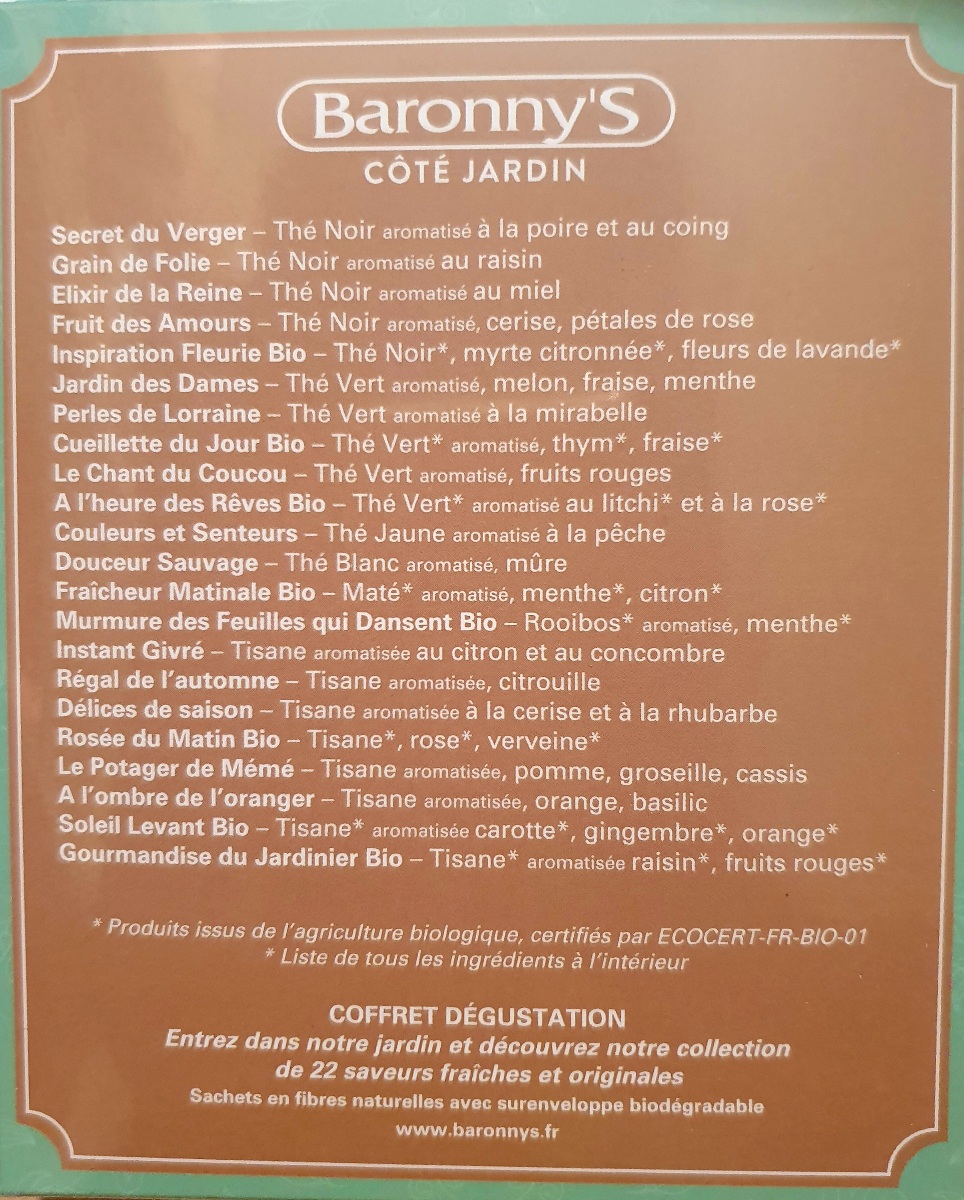 Baronny'S
CÔTÉ JARDIN
Secret du Verger – Thé Noir aromatisé à la poire et au coing
Grain de Folie – Thé Noir aromatisé au raisin
Elixir de la Reine – Thé Noir aromatisé au miel
Fruit des Amours – Thé Noir aromatisé, cerise, pétales de rose
Inspiration Fleurie Bio – Thé Noir*, myrte citronnée*, fleurs de lavande*
Jardin des Dames – Thé Vert aromatisé, melon, fraise, menthe
Perles de Lorraine – Thé Vert aromatisé à la mirabelle
Cueillette du Jour Bio – Thé Vert* aromatisé, thym*, fraise*
Le Chant du Coucou – Thé Vert aromatisé, fruits rouges
A l'heure des Rêves Bio – Thé Vert* aromatisé au litchi* et à la rose*
Couleurs et Senteurs – Thé Jaune aromatisé à la pêche
Douceur Sauvage – Thé Blanc aromatisé, mûre
Fraîcheur Matinale Bio – Maté* aromatisé, menthe*, citron*
Murmure des Feuilles qui Dansent Bio – Rooibos* aromatisé, menthe*
Instant Givré – Tisane aromatisée au citron et au concombre
Régal de l'automne – Tisane aromatisée, citrouille
Délices de saison – Tisane aromatisée à la cerise et à la rhubarbe
Rosée du Matin Bio – Tisane*, rose*, verveine*
Le Potager de Mémé – Tisane aromatisée, pomme, groseille, cassis
A l'ombre de l'oranger – Tisane aromatisée, orange, basilic
Soleil Levant Bio – Tisane* aromatisée carotte*, gingembre*, orange*
Gourmandise du Jardinier Bio – Tisane* aromatisée raisin*, fruits rouges*
* Produits issus de l'agriculture biologique, certifiés par ECOCERT-FR-BIO-01
* Liste de tous les ingrédients à l'intérieur
COFFRET DÉGUSTATION
Entrez dans notre jardin et découvrez notre collection
de 22 saveurs fraîches et originales
Sachets en fibres naturelles avec surenveloppe biodégradable
www.baronnys.fr